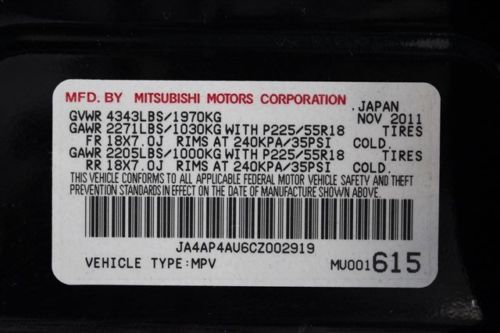 MFD. BY MITSUBISHI MOTORS CORPORATION , JAPAN
GVWR 4343LBS/1970KG NOV 2011
GAWR 2271LBS/1030KG WITH P225/55R18 TIRES
FR 18X7.0J RIMS AT 240KPA/35PSI COLD.
GAWR 2205LBS/1000KG WITH P225/55R18 TIRES
RR 18X7.0J RIMS AT 240KPA/35PSI COLD.
THIS VEHICLE CONFORMS TO ALL APPLICABLE FEDERAL MOTOR VEHICLE SAFETY AND THEFT
PREVENTION STANDARDS IN EFFECT ON THE DATE OF MANUFACTURE SHOWN ABOVE.
JA4AP4AU6CZ002919
VEHICLE TYPE:MPV MU001615